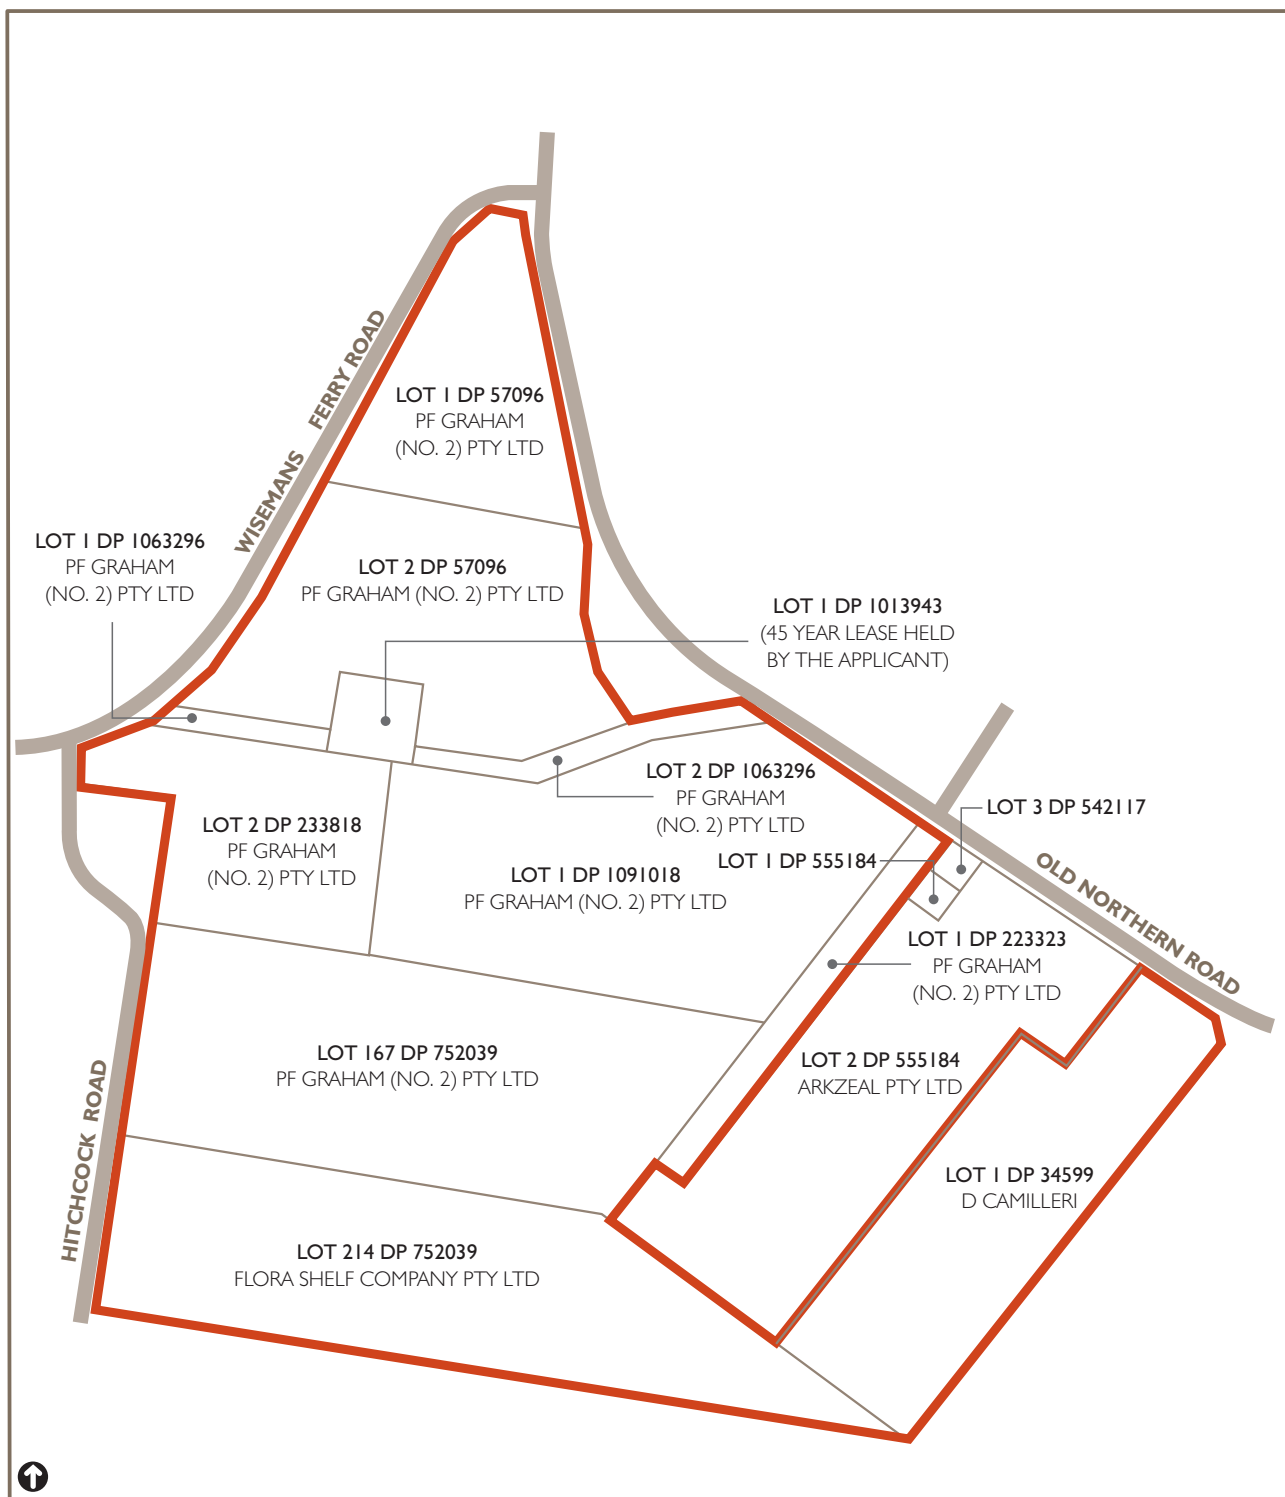 WISEMANS FERRY ROAD
LOT 1 DP 57096
PF GRAHAM
(NO. 2) PTY LTD
LOT 1 DP 1063296
PF GRAHAM
(NO. 2) PTY LTD
LOT 2 DP 57096
PF GRAHAM (NO. 2) PTY LTD
LOT 1 DP 1013943
(45 YEAR LEASE HELD
BY THE APPLICANT)
LOT 2 DP 1063296
PF GRAHAM
(NO. 2) PTY LTD
LOT 3 DP 542117
LOT 2 DP 233818
PF GRAHAM
(NO. 2) PTY LTD
LOT 1 DP 1091018
PF GRAHAM (NO. 2) PTY LTD
LOT 1 DP 555184
OLD NORTHERN ROAD
LOT 1 DP 223323
PF GRAHAM
(NO. 2) PTY LTD
LOT 167 DP 752039
PF GRAHAM (NO. 2) PTY LTD
LOT 2 DP 555184
ARKZEAL PTY LTD
HITCHCOCK ROAD
LOT 1 DP 34599
D CAMILLERI
LOT 214 DP 752039
FLORA SHELF COMPANY PTY LTD